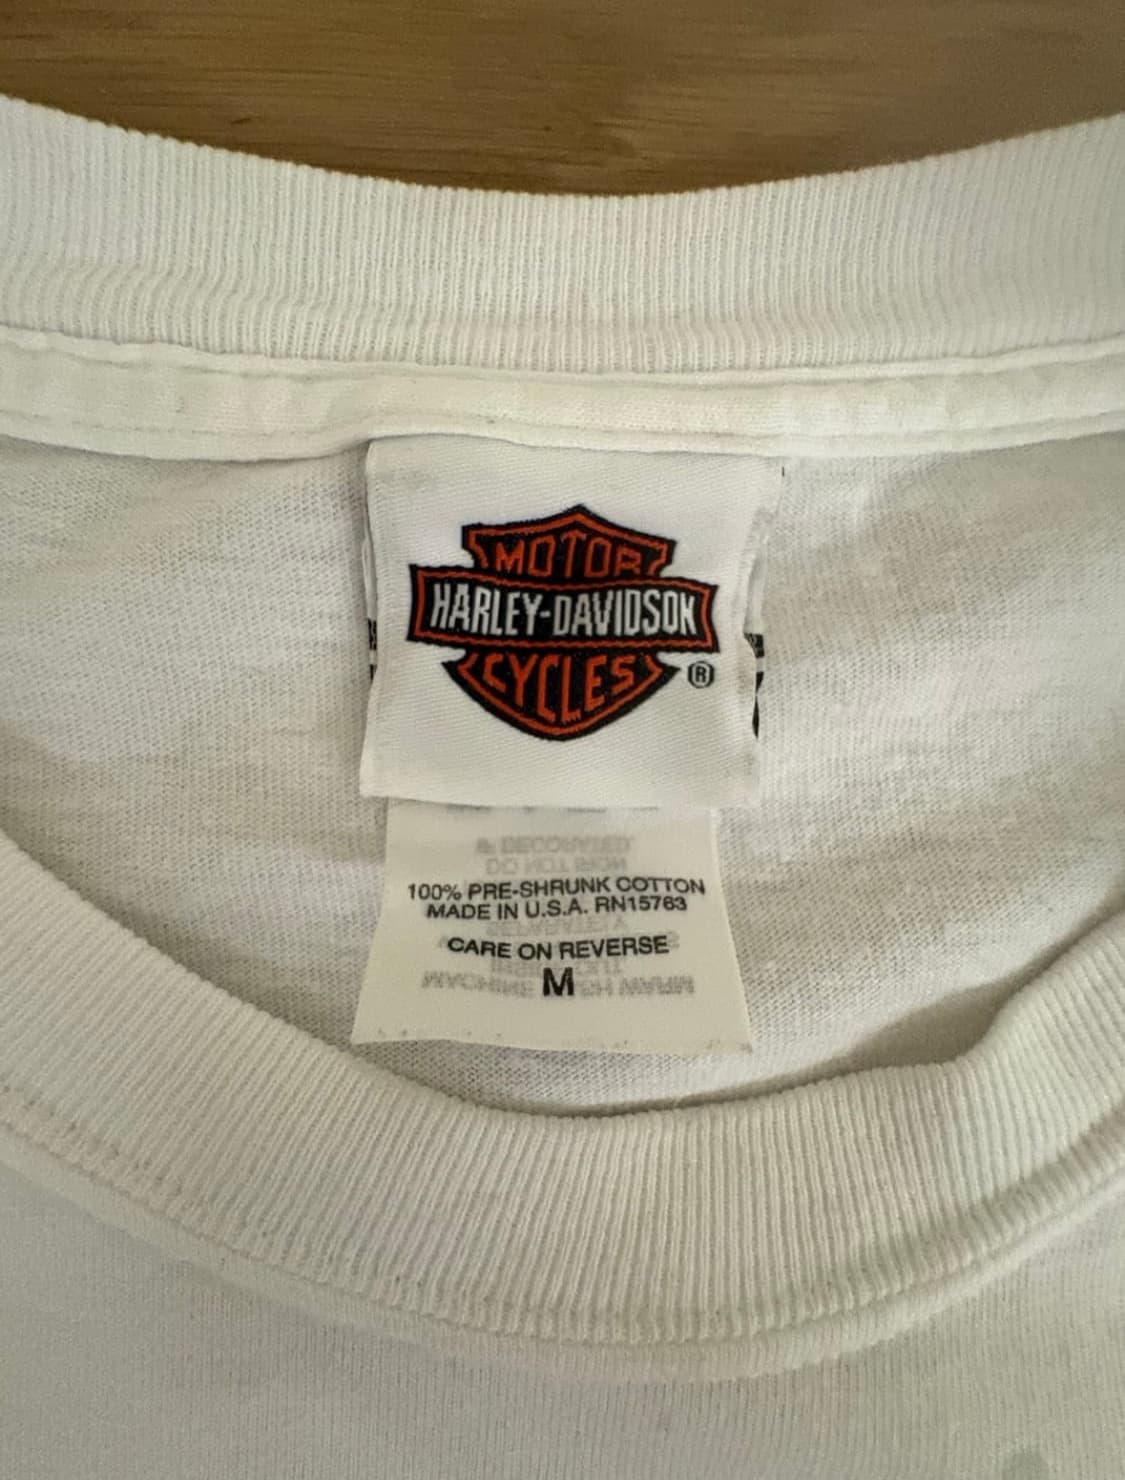 MOTOR
HARLEY-DAVIDSON
CYCLES
®
100% PRE-SHRUNK COTTON
MADE IN U.S.A. RN15763
CARE ON REVERSE
M